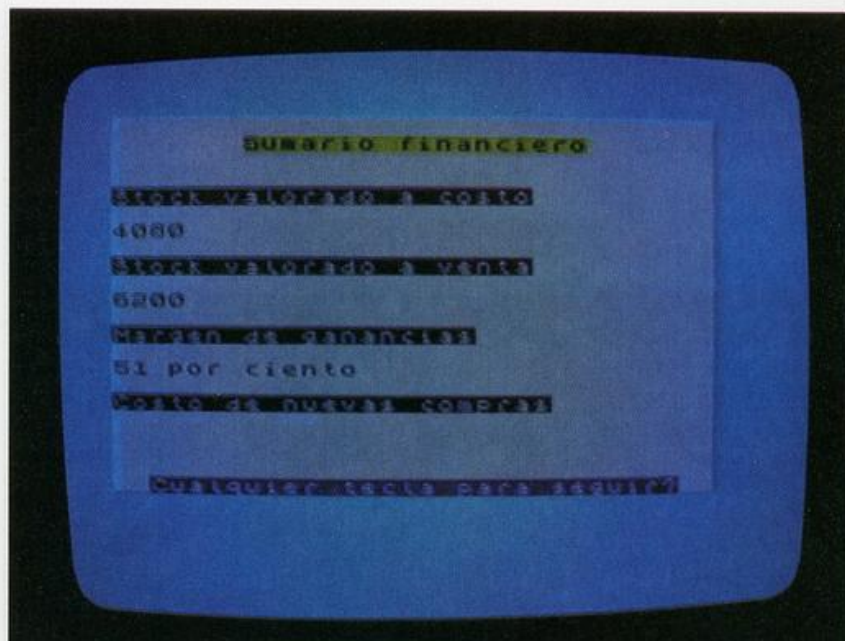 Sumario financiero
Stock valorado a costo
4080
Stock valorado a venta
6200
Margen de ganancias
51 por ciento
Costo de nuevas compras
Cualquier tecla para seguir?